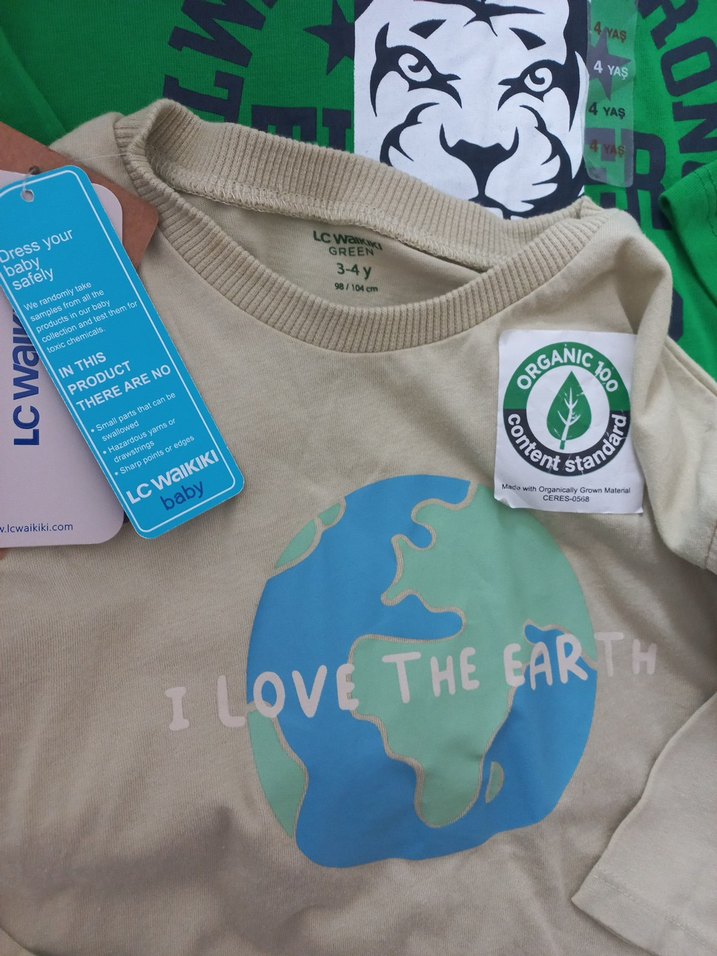 4 YAŞ
4 YAŞ
4 YAŞ
4 YAŞ
LC WAIKIKI
GREEN
3-4 y
98 / 104 cm
Dress your
baby
safely
We randomly take
samples from all the
products in our baby
collection and test them for
toxic chemicals.
IN THIS
PRODUCT
THERE ARE NO
• Small parts that can be
swallowed
• Hazardous yarns or
drawstrings
• Sharp points or edges
LC WAIKIKI
baby
w.lcwaikiki.com
ORGANIC 100
content standard
Made with Organically Grown Material
CERES-0568
I LOVE THE EARTH